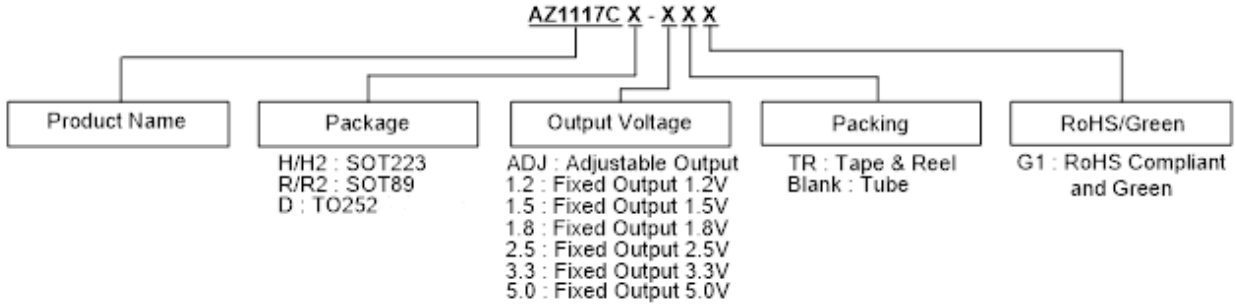 AZ1117C X - X X X
Product Name
Package
Output Voltage
Packing
RoHS/Green
H/H2 : SOT223
R/R2 : SOT89
D : TO252
ADJ : Adjustable Output
1.2 : Fixed Output 1.2V
1.5 : Fixed Output 1.5V
1.8 : Fixed Output 1.8V
2.5 : Fixed Output 2.5V
3.3 : Fixed Output 3.3V
5.0 : Fixed Output 5.0V
TR : Tape & Reel
Blank : Tube
G1 : RoHS Compliant
and Green